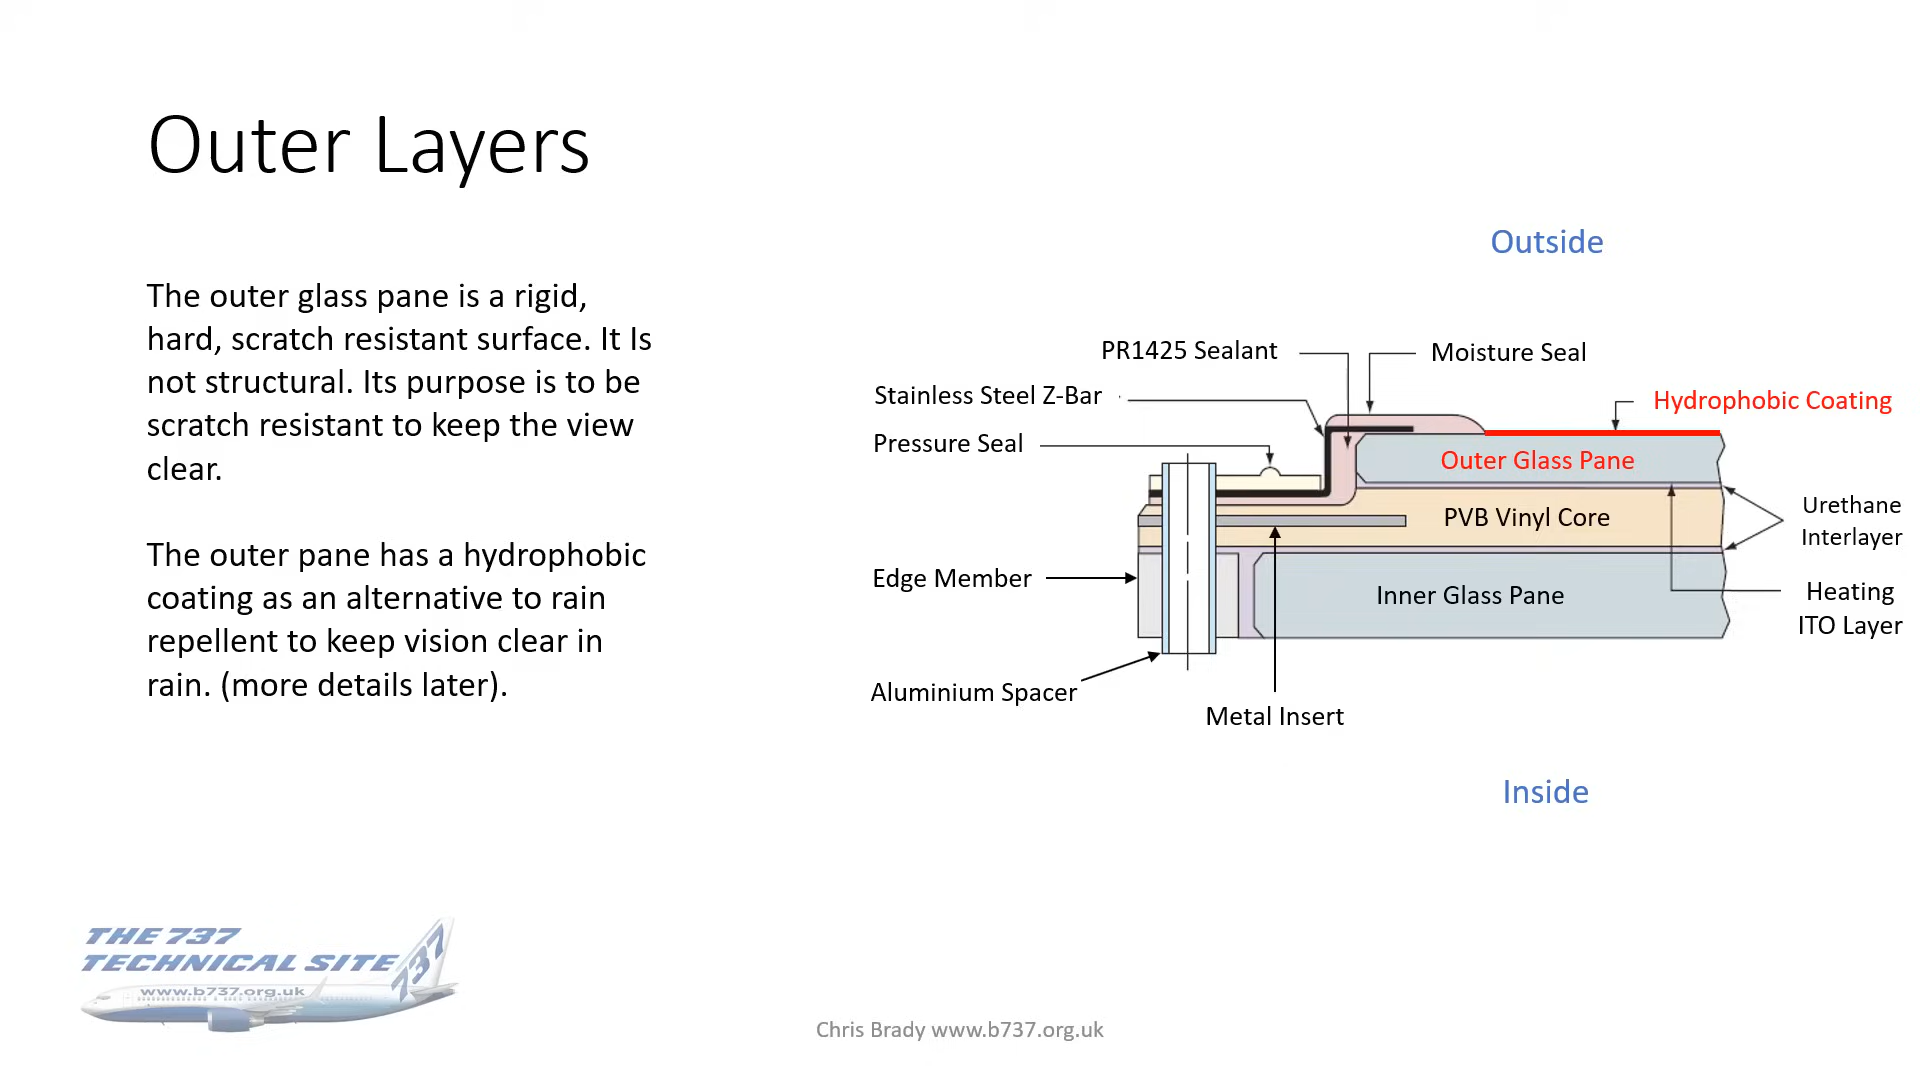 Outer Layers
The outer glass pane is a rigid,
hard, scratch resistant surface. It Is
not structural. Its purpose is to be
scratch resistant to keep the view
clear.
The outer pane has a hydrophobic
coating as an alternative to rain
repellent to keep vision clear in
rain. (more details later).
Outside
PR1425 Sealant
Moisture Seal
Stainless Steel Z-Bar
Hydrophobic Coating
Pressure Seal
Outer Glass Pane
PVB Vinyl Core
Urethane
Interlayer
Edge Member
Inner Glass Pane
Heating
ITO Layer
Aluminium Spacer
Metal Insert
Inside
THE 737
TECHNICAL SITE
737
www.b737.org.uk
Chris Brady www.b737.org.uk